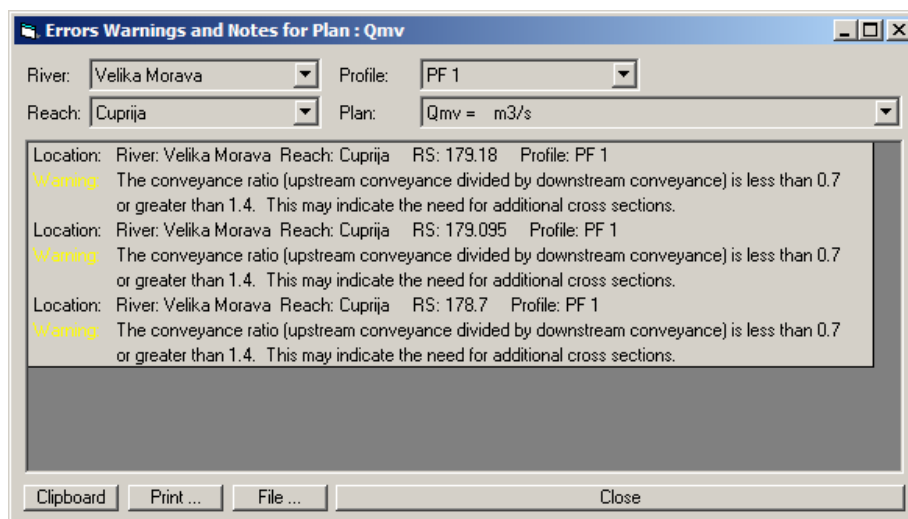 Errors Warnings and Notes for Plan : Qmv
River: Velika Morava Profile: PF 1
Reach: Cuprija Plan: Qmv = m3/s
Location: River: Velika Morava Reach: Cuprija RS: 179.18 Profile: PF 1
Warning: The conveyance ratio (upstream conveyance divided by downstream conveyance) is less than 0.7
or greater than 1.4. This may indicate the need for additional cross sections.
Location: River: Velika Morava Reach: Cuprija RS: 179.095 Profile: PF 1
Warning: The conveyance ratio (upstream conveyance divided by downstream conveyance) is less than 0.7
or greater than 1.4. This may indicate the need for additional cross sections.
Location: River: Velika Morava Reach: Cuprija RS: 178.7 Profile: PF 1
Warning: The conveyance ratio (upstream conveyance divided by downstream conveyance) is less than 0.7
or greater than 1.4. This may indicate the need for additional cross sections.
Clipboard Print ... File ... Close